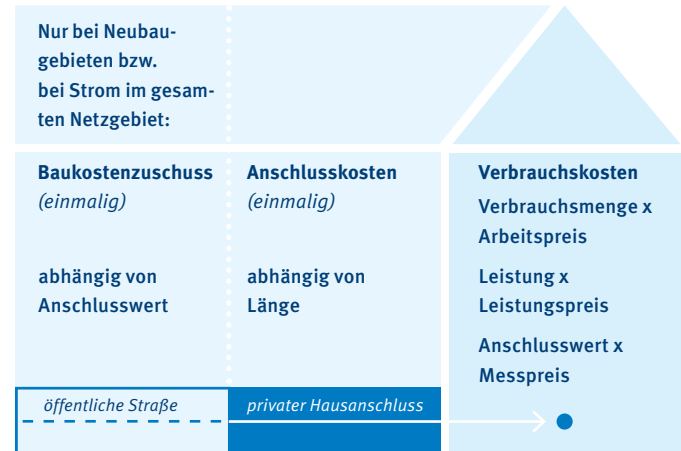 Nur bei Neubau-
gebieten bzw.
bei Strom im gesam-
ten Netzgebiet:
Baukostenzuschuss
(einmalig)
abhängig von
Anschlusswert
Anschlusskosten
(einmalig)
abhängig von
Länge
Verbrauchskosten
Verbrauchsmenge x
Arbeitspreis
Leistung x
Leistungspreis
Anschlusswert x
Messpreis
öffentliche Straße
privater Hausanschluss